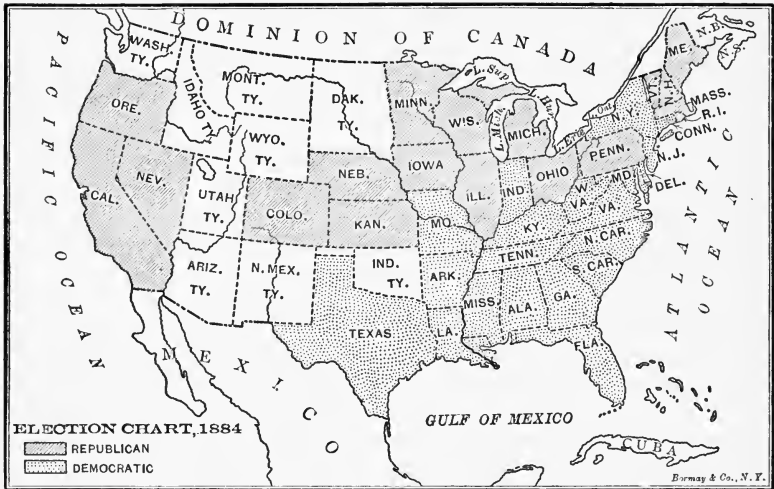 DOMINION OF CANADA
PACIFIC OCEAN
WASH. TY.
MONT. TY.
IDAHO TY.
DAK. TY.
MINN.
L. Sup.
L. Hur.
L. Mich.
L. Ont.
L. Erie
ME.
N.B.
N.S.
VT.
N.H.
MASS.
R.I.
CONN.
N.Y.
ORE.
WYO. TY.
WIS.
MICH.
PENN.
N.J.
DEL.
MD.
NEV.
CAL.
UTAH TY.
COLO.
NEB.
KAN.
IOWA
ILL.
IND.
OHIO
W. VA.
VA.
MO.
KY.
N. CAR.
TENN.
S. CAR.
ARIZ. TY.
N. MEX. TY.
IND. TY.
ARK.
MISS.
ALA.
GA.
TEXAS
LA.
FLA.
ATLANTIC OCEAN
MEXICO
GULF OF MEXICO
CUBA
ELECTION CHART, 1884
REPUBLICAN
DEMOCRATIC
Bormay & Co., N. Y.